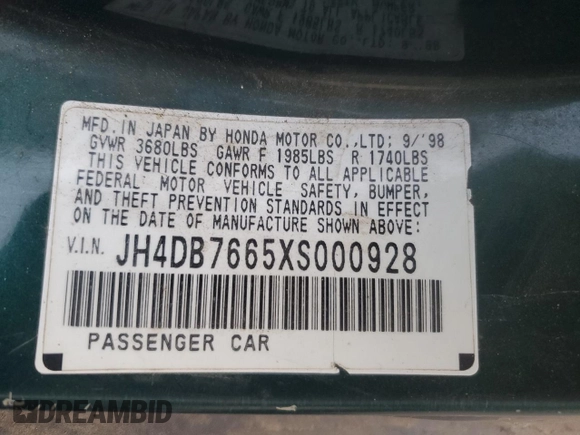 MFD.IN JAPAN BY HONDA MOTOR CO.,LTD: 9/'98
GVWR 3680LBS GAWR F 1985LBS R 1740LBS
THIS VEHICLE CONFORMS TO ALL APPLICABLE
FEDERAL MOTOR VEHICLE SAFETY, BUMPER,
AND THEFT PREVENTION STANDARDS IN EFFECT
ON THE DATE OF MANUFACTURE SHOWN ABOVE:
V.I.N. JH4DB7665XS000928
PASSENGER CAR
DREAMBID